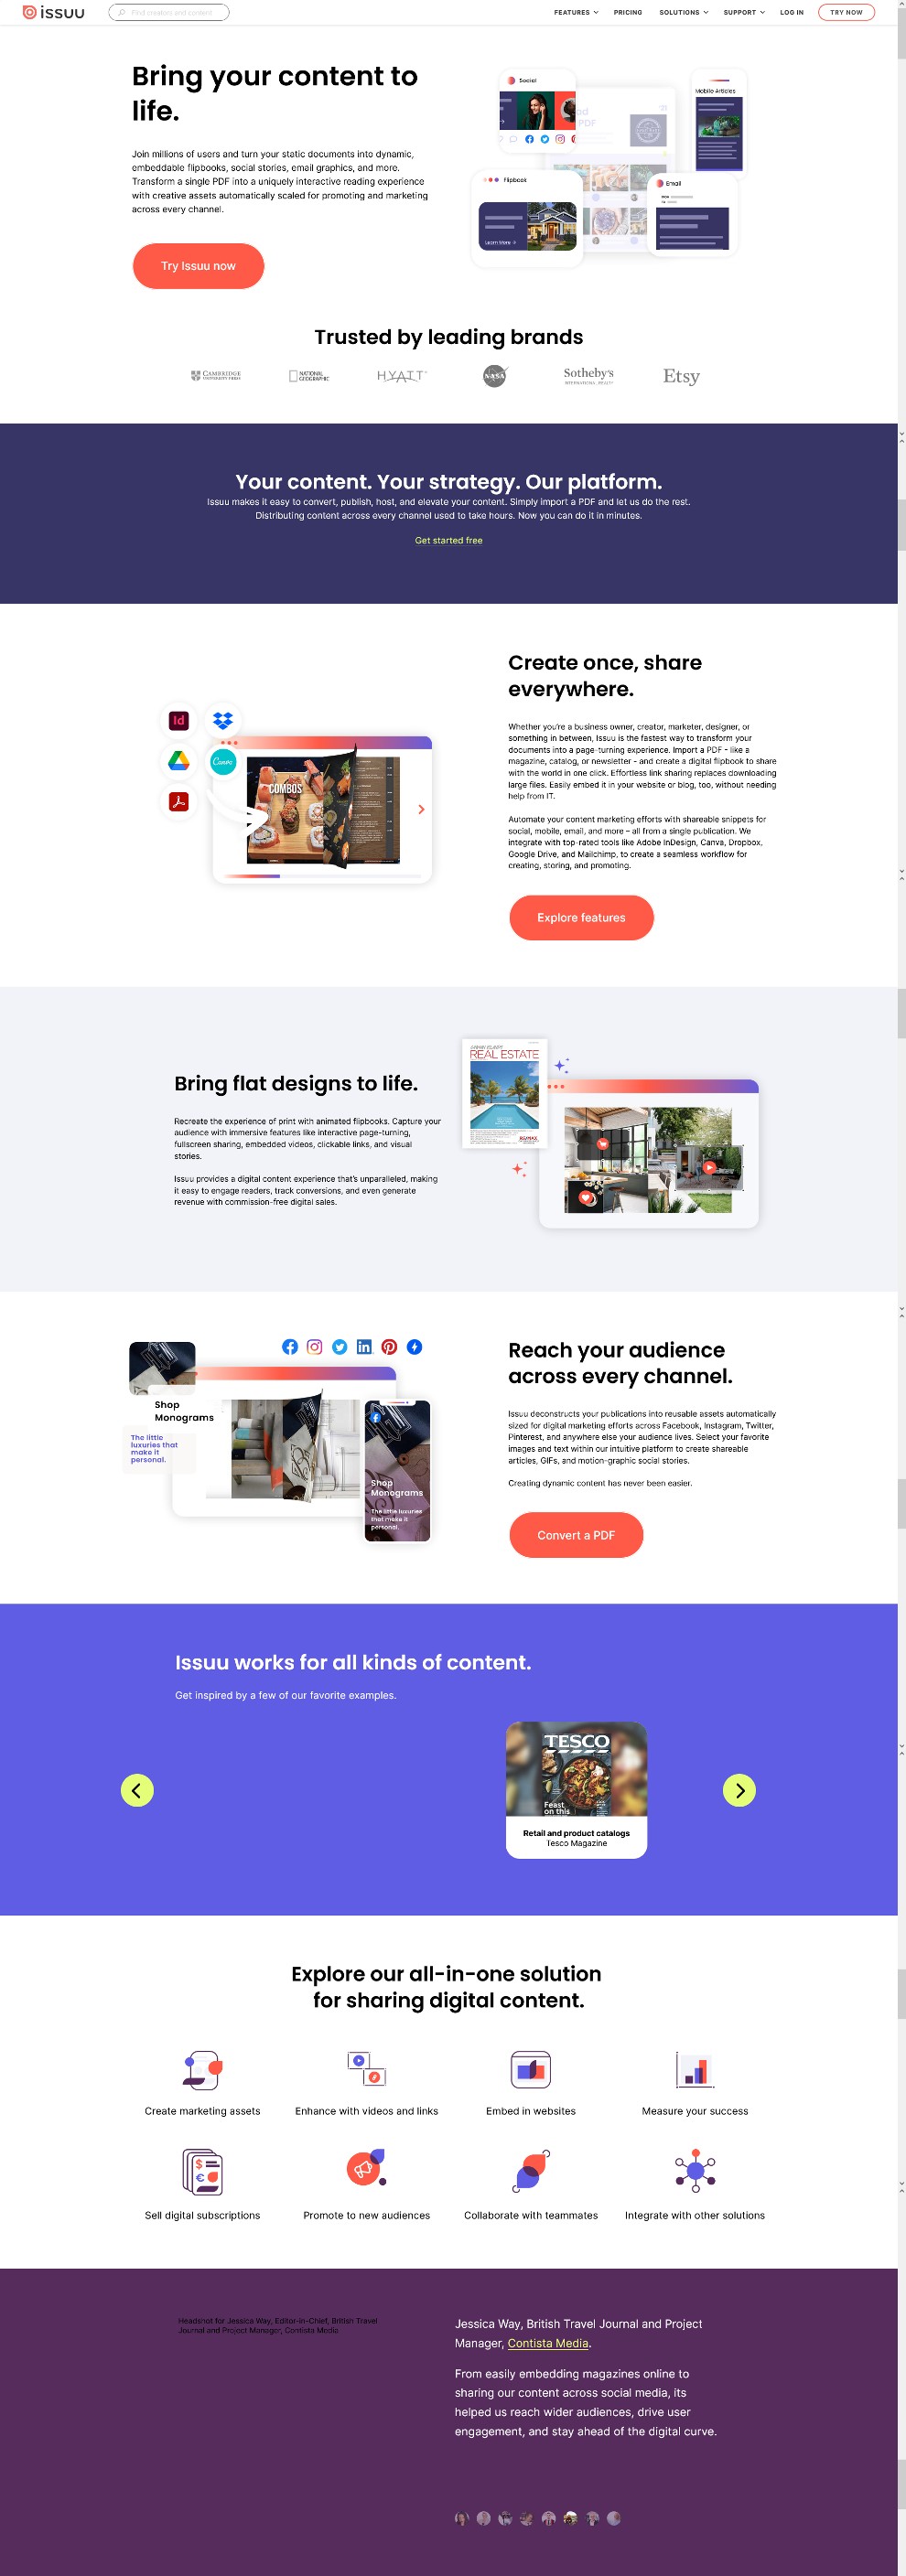 issuu
Find creators and content
FEATURES
PRICING
SOLUTIONS
SUPPORT
LOG IN
TRY NOW
Bring your content to
life.
Join millions of users and turn your static documents into dynamic,
embeddable flipbooks, social stories, email graphics, and more.
Transform a single PDF into a uniquely interactive reading experience
with creative assets automatically scaled for promoting and marketing
across every channel.
Try Issuu now
Social
Mobile Articles
PDF
Flipbook
Learn More
Email
Trusted by leading brands
CAMBRIDGE
UNIVERSITY PRESS
NATIONAL
GEOGRAPHIC
HYATT
NASA
Sotheby's
INTERNATIONAL REALTY
Etsy
Your content. Your strategy. Our platform.
Issuu makes it easy to convert, publish, host, and elevate your content. Simply import a PDF and let us do the rest.
Distributing content across every channel used to take hours. Now you can do it in minutes.
Get started free
Id
Canva
COMBOS
Create once, share
everywhere.
Whether you're a business owner, creator, marketer, designer, or
something in between, Issuu is the fastest way to transform your
documents into a page-turning experience. Import a PDF - like a
magazine, catalog, or newsletter - and create a digital flipbook to share
with the world in one click. Effortless link sharing replaces downloading
large files. Easily embed it in your website or blog, too, without needing
help from IT.
Automate your content marketing efforts with shareable snippets for
social, mobile, email, and more – all from a single publication. We
integrate with top-rated tools like Adobe InDesign, Canva, Dropbox,
Google Drive, and Mailchimp, to create a seamless workflow for
creating, storing, and promoting.
Explore features
Bring flat designs to life.
Recreate the experience of print with animated flipbooks. Capture your
audience with immersive features like interactive page-turning,
fullscreen sharing, embedded videos, clickable links, and visual
stories.
Issuu provides a digital content experience that's unparalleled, making
it easy to engage readers, track conversions, and even generate
revenue with commission-free digital sales.
REAL ESTATE
RE/MAX
Shop
Monograms
The little
luxuries that
make it
personal.
Shop
Monograms
The little luxuries
that make it
personal.
Reach your audience
across every channel.
Issuu deconstructs your publications into reusable assets automatically
sized for digital marketing efforts across Facebook, Instagram, Twitter,
Pinterest, and anywhere else your audience lives. Select your favorite
images and text within our intuitive platform to create shareable
articles, GIFs, and motion-graphic social stories.
Creating dynamic content has never been easier.
Convert a PDF
Issuu works for all kinds of content.
Get inspired by a few of our favorite examples.
TESCO
Feast
on this
Retail and product catalogs
Tesco Magazine
Explore our all-in-one solution
for sharing digital content.
Create marketing assets
Enhance with videos and links
Embed in websites
Measure your success
Sell digital subscriptions
Promote to new audiences
Collaborate with teammates
Integrate with other solutions
Headshot for Jessica Way, Editor-in-Chief, British Travel
Journal and Project Manager, Contista Media
Jessica Way, British Travel Journal and Project
Manager, Contista Media.
From easily embedding magazines online to
sharing our content across social media, its
helped us reach wider audiences, drive user
engagement, and stay ahead of the digital curve.